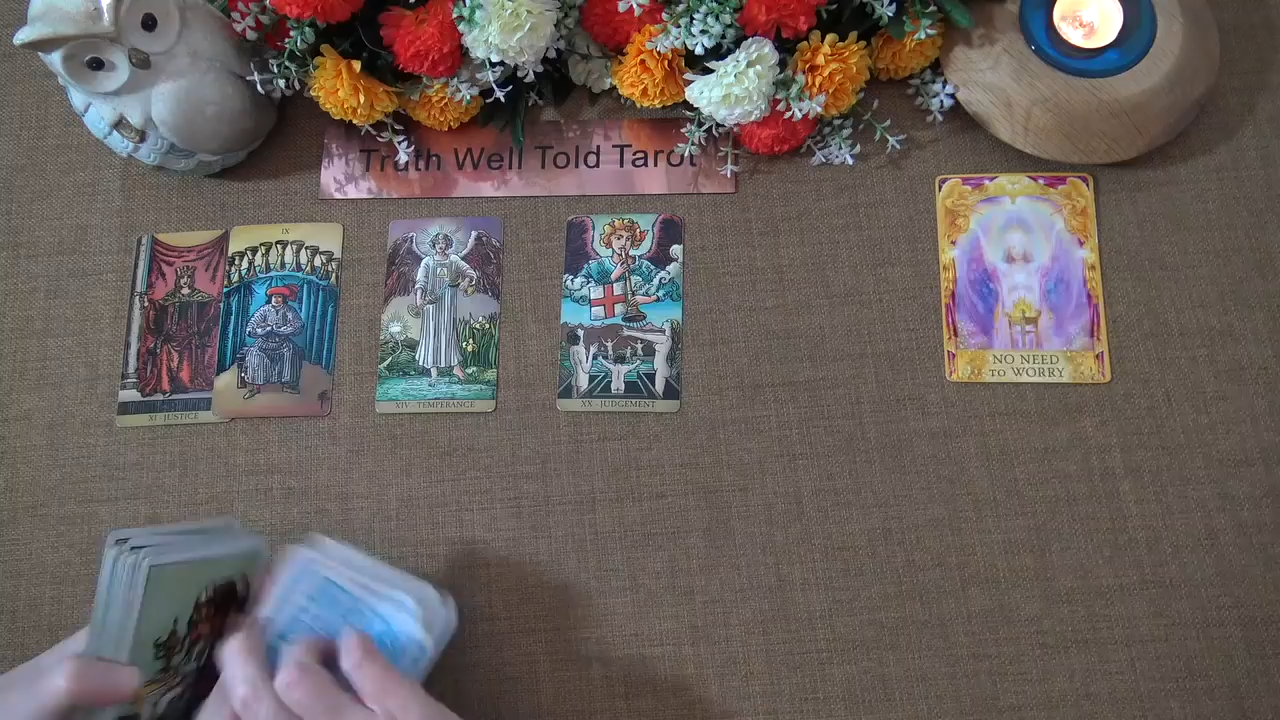 Truth Well Told Tarot
IX
XI - JUSTICE
XIV - TEMPERANCE
XX - JUDGEMENT
NO NEED
TO WORRY